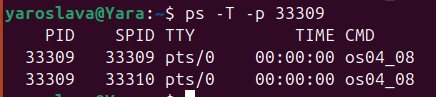 yaroslava@Yara:~$ ps -T -p 33309
PID SPID TTY TIME CMD
33309 33309 pts/0 00:00:00 os04_08
33309 33310 pts/0 00:00:00 os04_08